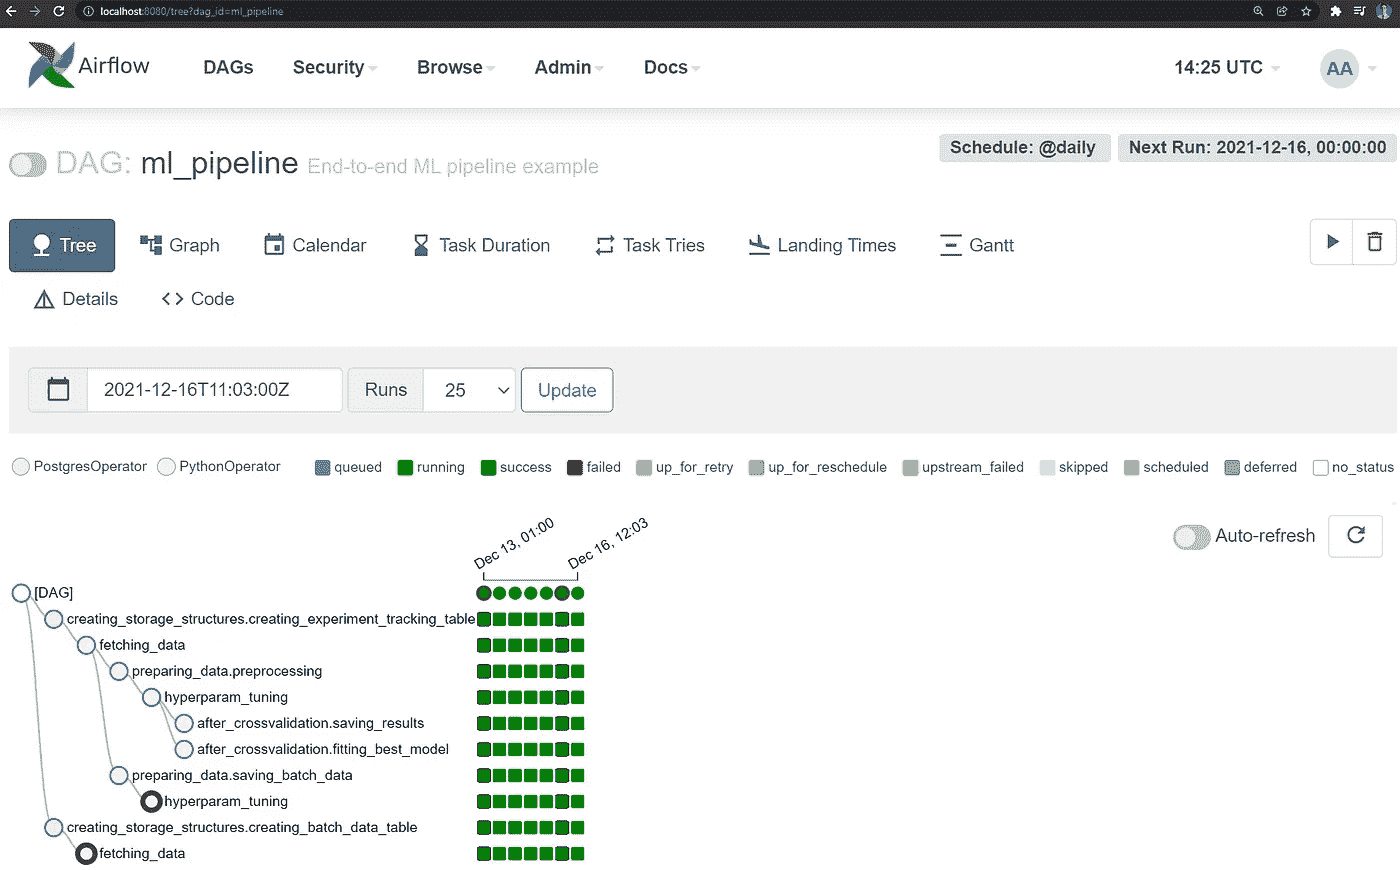 localhost:8080/tree?dag_id=ml_pipeline
Airflow DAGs Security Browse Admin Docs 14:25 UTC AA
DAG: ml_pipeline End-to-end ML pipeline example Schedule: @daily Next Run: 2021-12-16, 00:00:00
Tree Graph Calendar Task Duration Task Tries Landing Times Gantt
Details <> Code
2021-12-16T11:03:00Z Runs 25 Update
PostgresOperator PythonOperator queued running success failed up_for_retry up_for_reschedule upstream_failed skipped scheduled deferred no_status
Dec 13, 01:00 Dec 16, 12:03
Auto-refresh
[DAG]
creating_storage_structures.creating_experiment_tracking_table
fetching_data
preparing_data.preprocessing
hyperparam_tuning
after_crossvalidation.saving_results
after_crossvalidation.fitting_best_model
preparing_data.saving_batch_data
hyperparam_tuning
creating_storage_structures.creating_batch_data_table
fetching_data